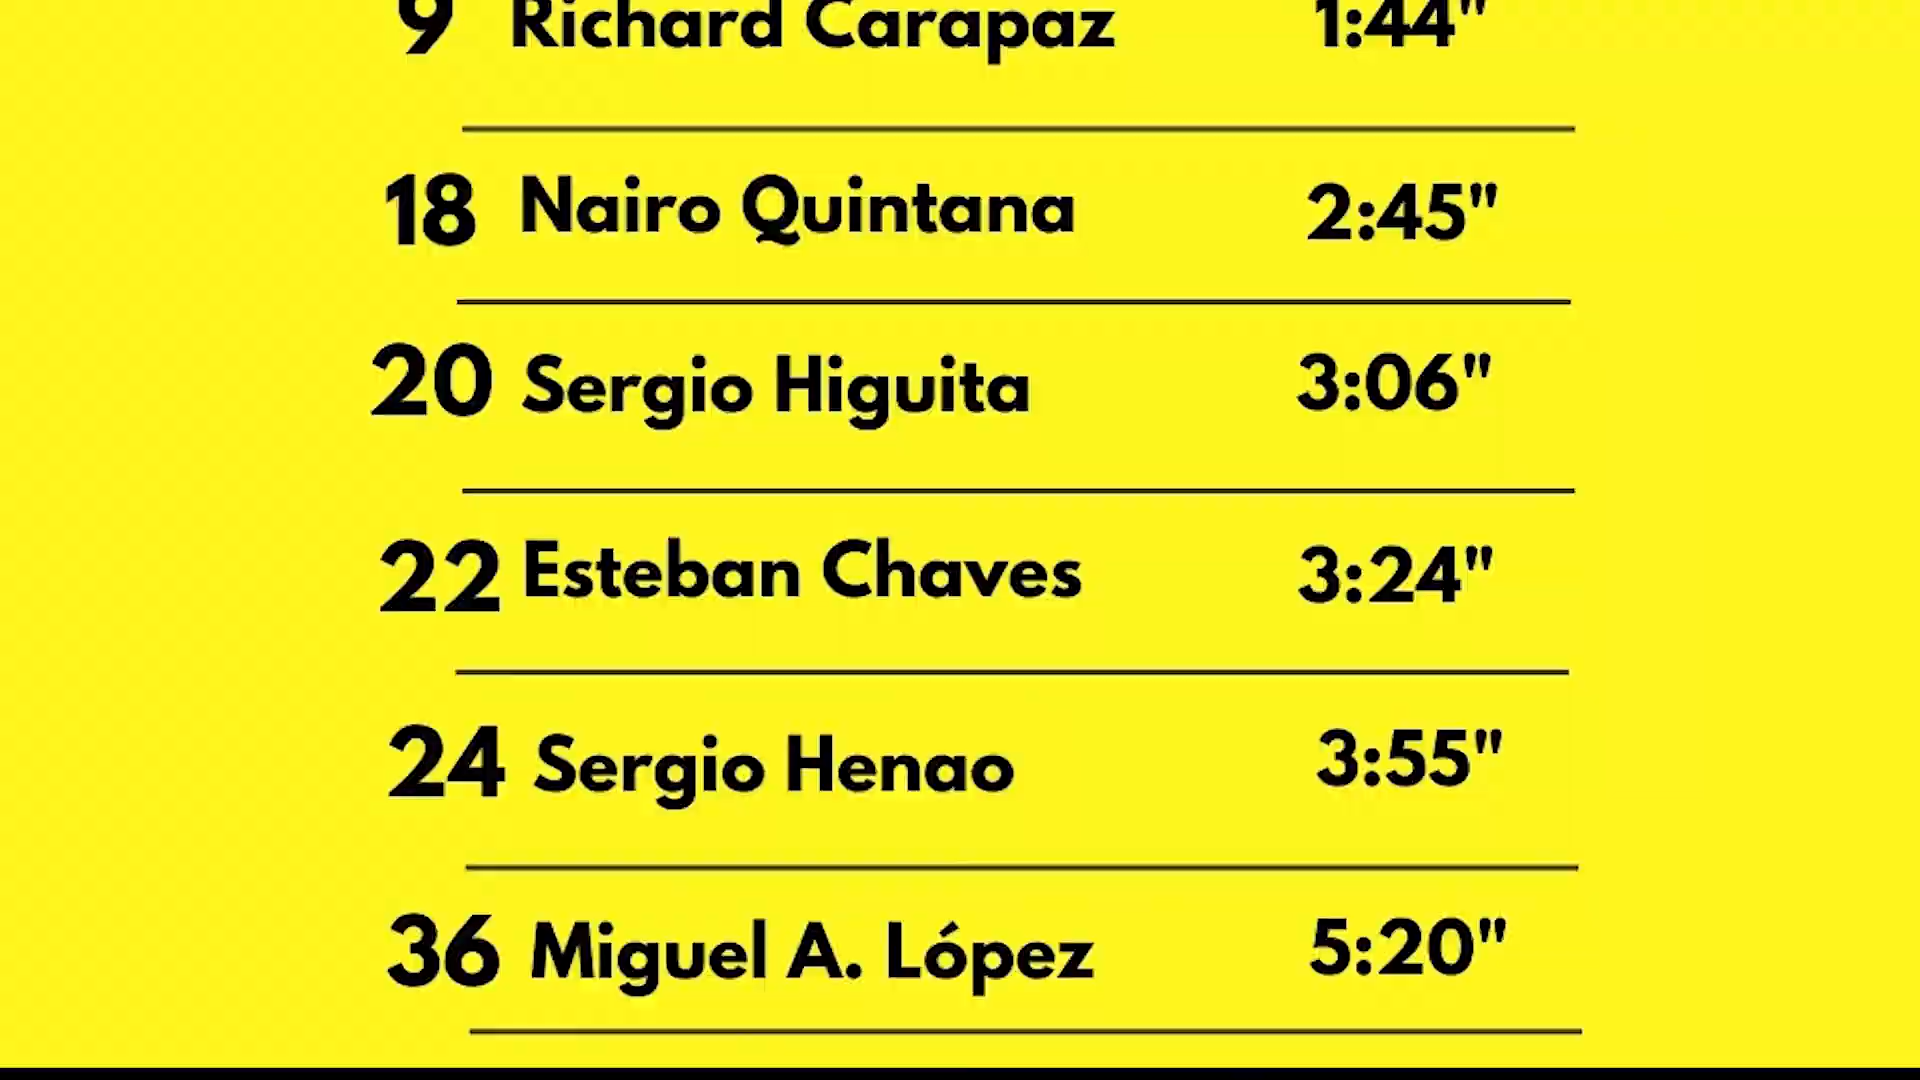 9 Richard Carapaz 1:44"
18 Nairo Quintana 2:45"
20 Sergio Higuita 3:06"
22 Esteban Chaves 3:24"
24 Sergio Henao 3:55"
36 Miguel A. López 5:20"